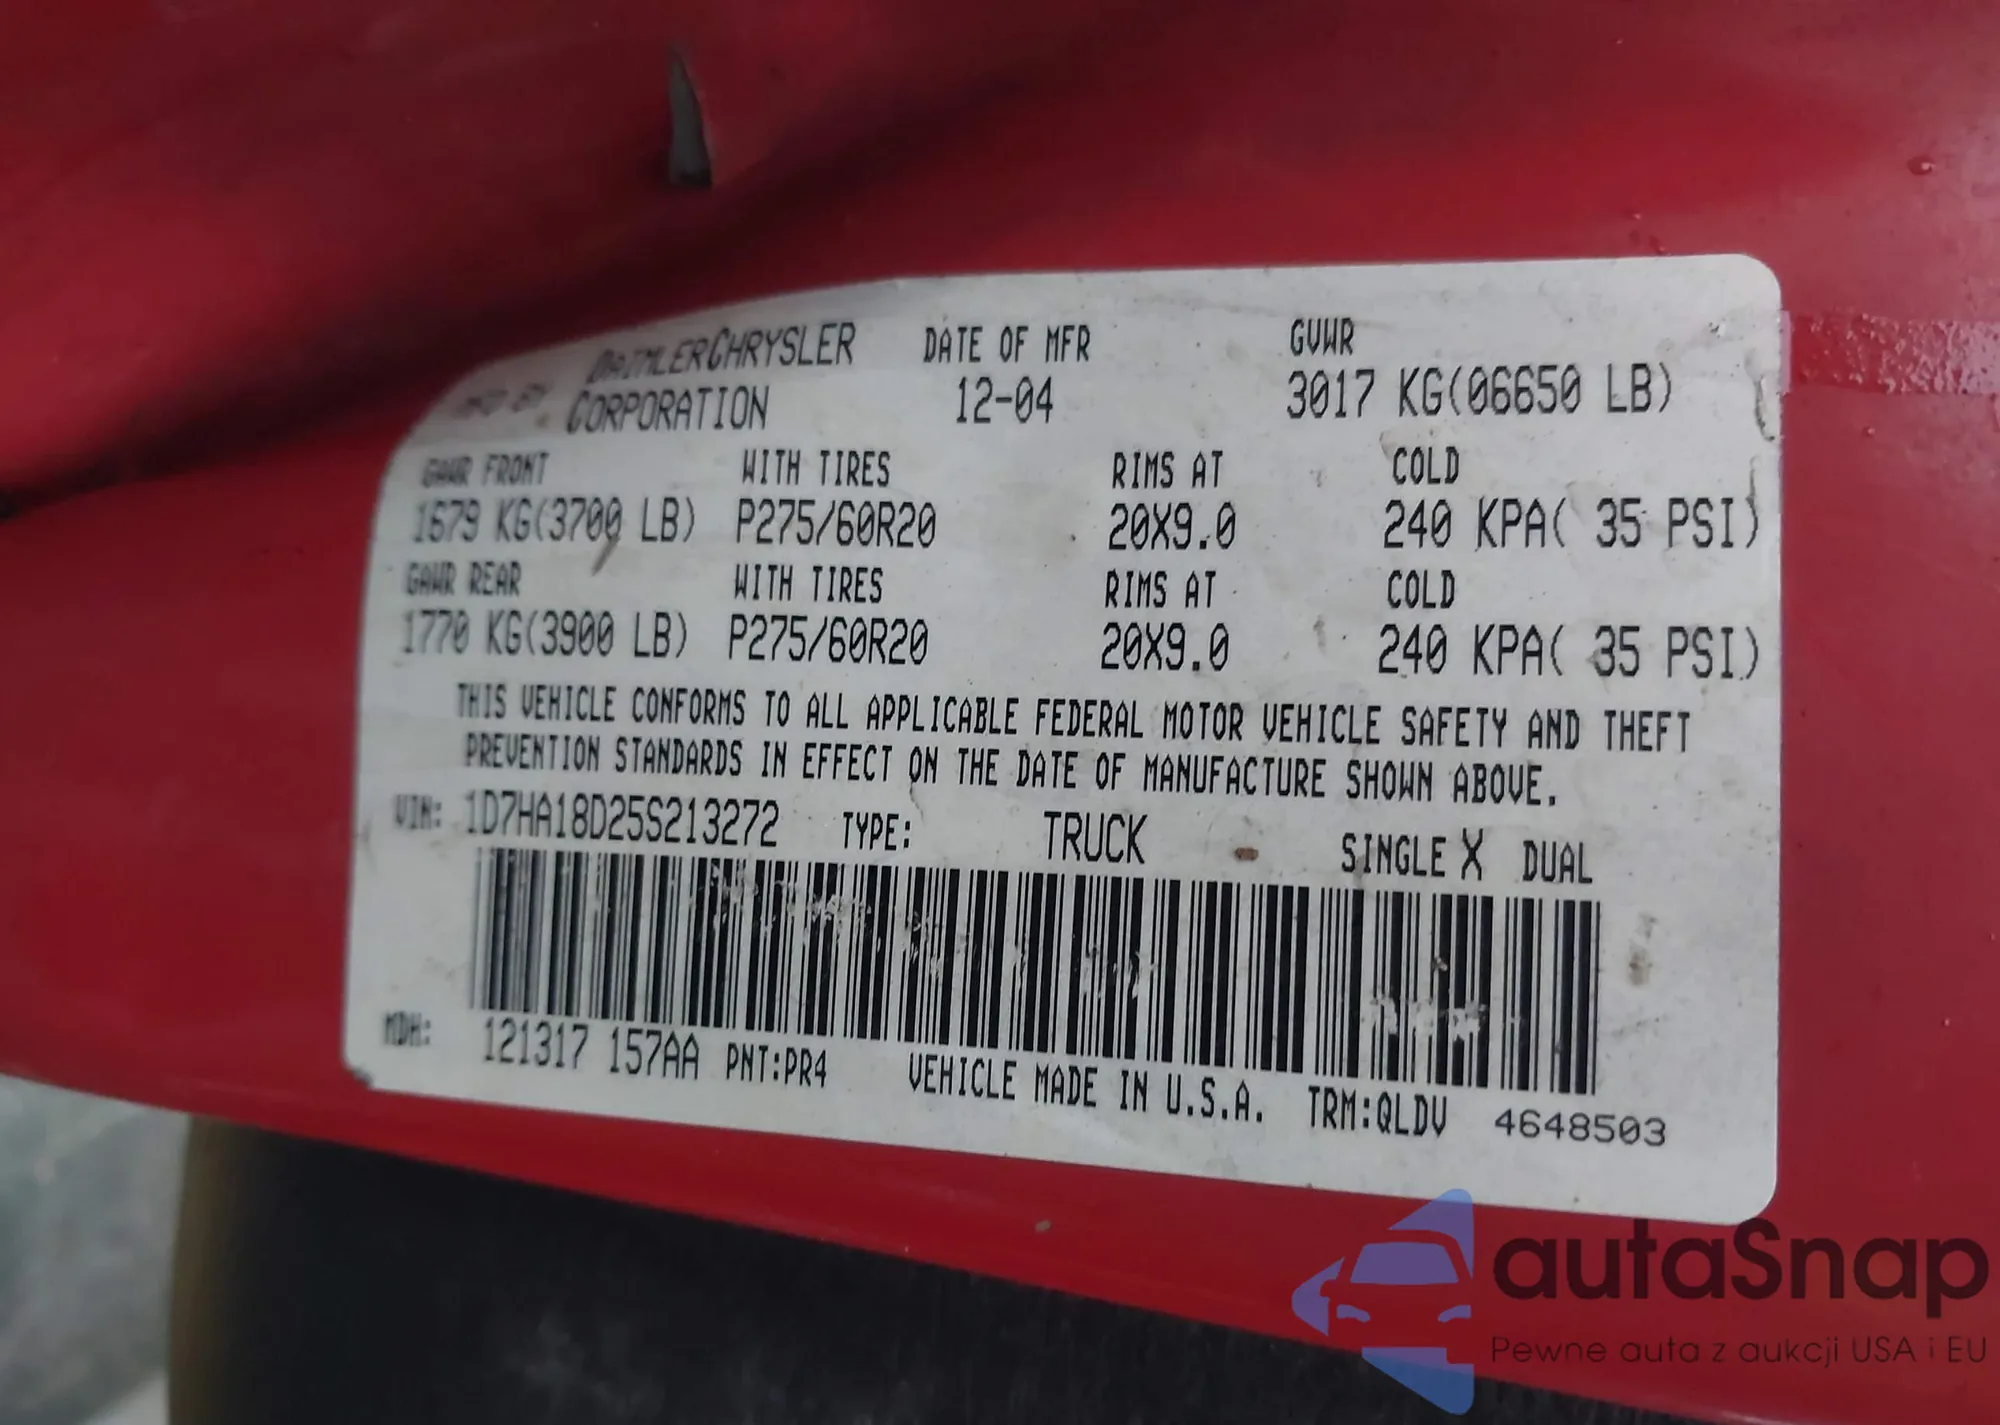 MFD BY DAIMLERCHRYSLER CORPORATION
DATE OF MFR 12-04
GVWR 3017 KG(06650 LB)
GAWR FRONT WITH TIRES RIMS AT COLD
1679 KG(3700 LB) P275/60R20 20X9.0 240 KPA( 35 PSI)
GAWR REAR WITH TIRES RIMS AT COLD
1770 KG(3900 LB) P275/60R20 20X9.0 240 KPA( 35 PSI)
THIS VEHICLE CONFORMS TO ALL APPLICABLE FEDERAL MOTOR VEHICLE SAFETY AND THEFT
PREVENTION STANDARDS IN EFFECT ON THE DATE OF MANUFACTURE SHOWN ABOVE.
VIN: 1D7HA18D25S213272 TYPE: TRUCK SINGLE X DUAL
MDH: 121317 157AA PNT:PR4 VEHICLE MADE IN U.S.A. TRM:QLDV 4648503
autaSnap
Pewne auta z aukcji USA i EU